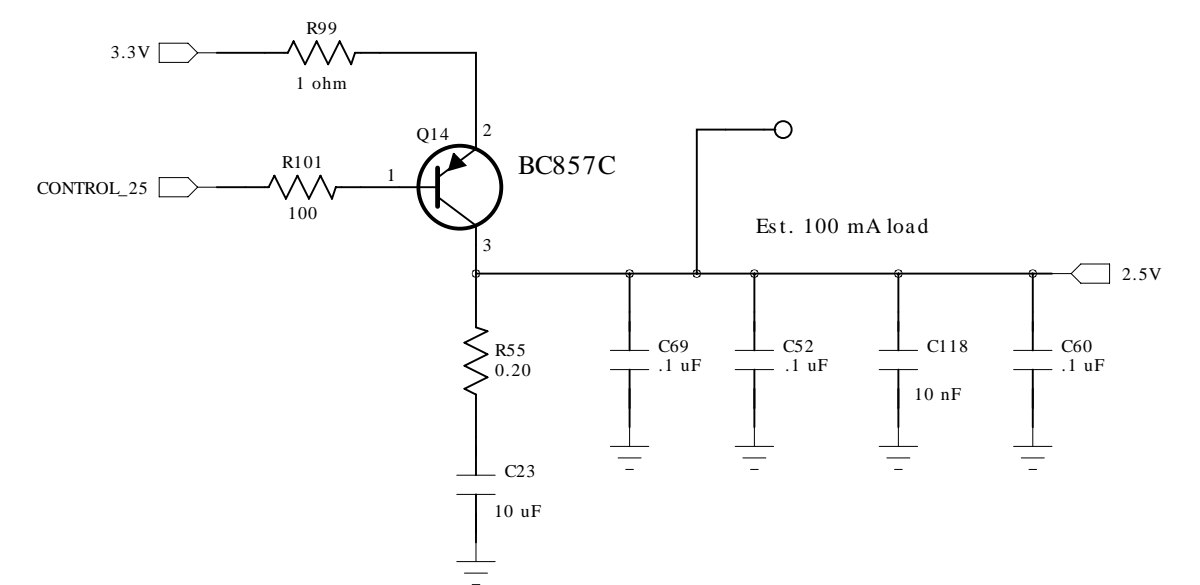 R99
3.3V
1 ohm
Q14
2
BC857C
R101
1
CONTROL_25
100
Est. 100 mA load
3
2.5V
R55
0.20
C69
.1 uF
C52
.1 uF
C118
10 nF
C60
.1 uF
C23
10 uF